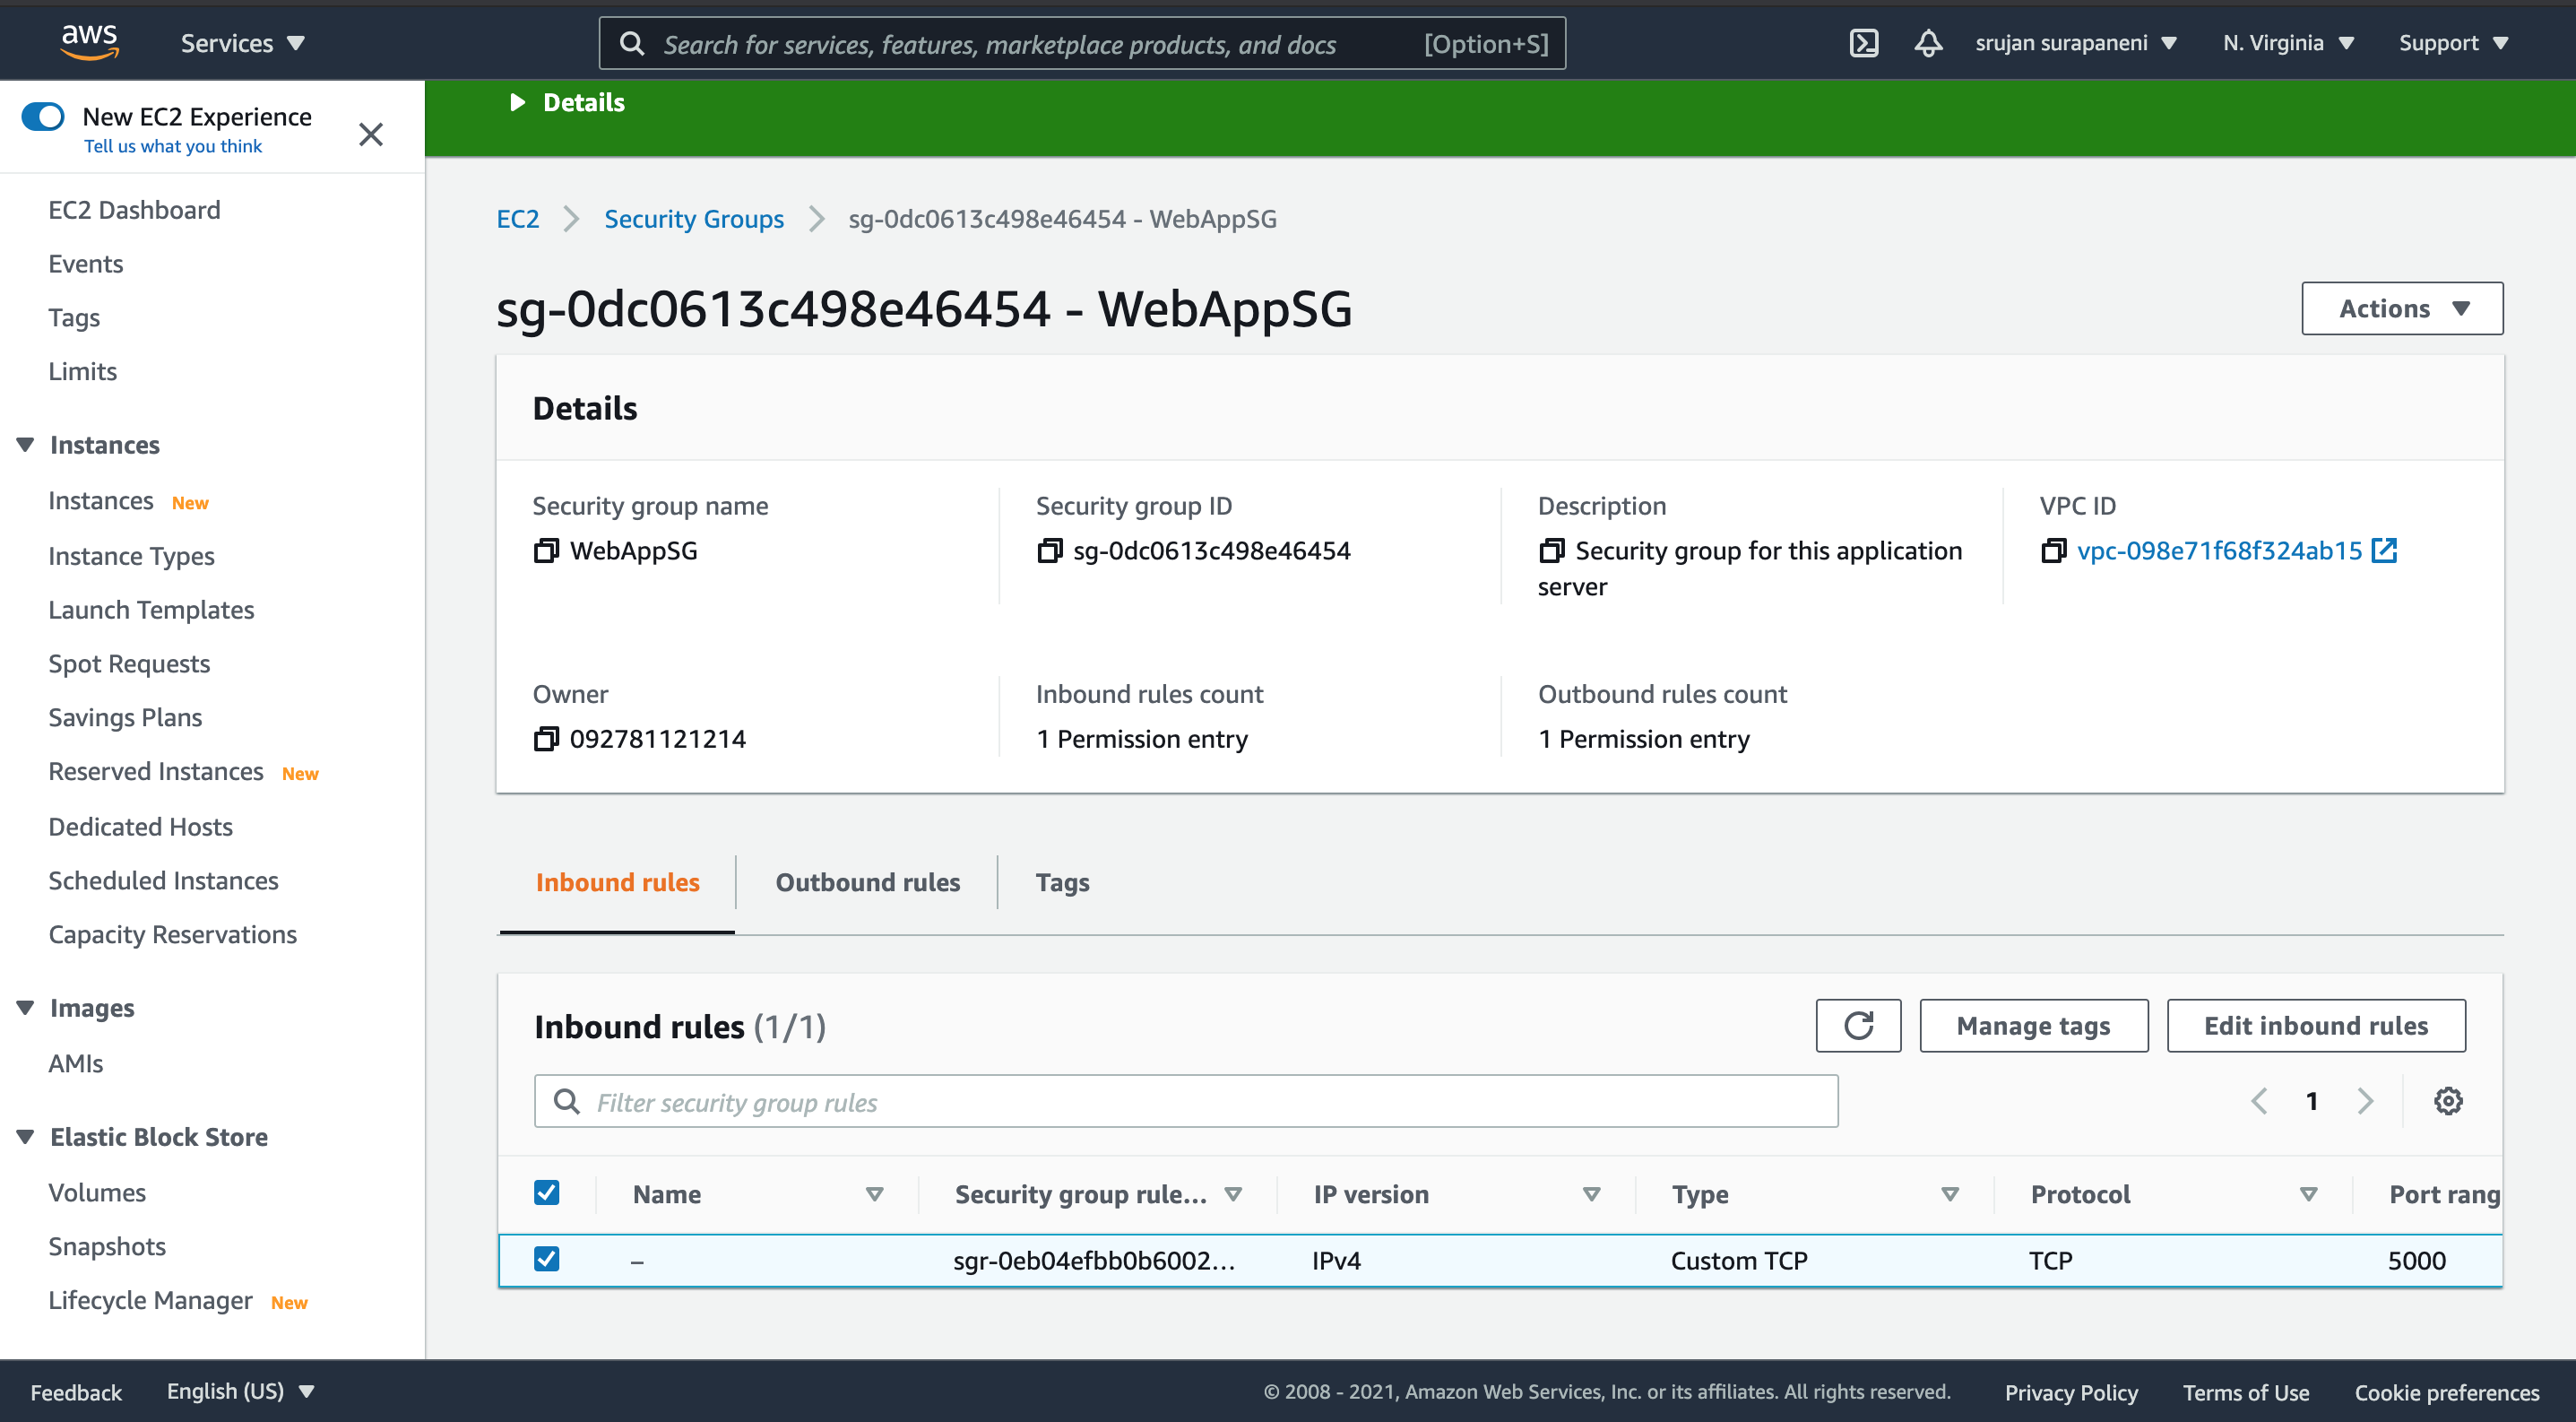 aws
Services
Search for services, features, marketplace products, and docs [Option+S]
srujan surapaneni
N. Virginia
Support
New EC2 Experience
Tell us what you think
EC2 Dashboard
Events
Tags
Limits
Instances
Instances New
Instance Types
Launch Templates
Spot Requests
Savings Plans
Reserved Instances New
Dedicated Hosts
Scheduled Instances
Capacity Reservations
Images
AMIs
Elastic Block Store
Volumes
Snapshots
Lifecycle Manager New
Details
EC2 Security Groups sg-0dc0613c498e46454 - WebAppSG
sg-0dc0613c498e46454 - WebAppSG
Actions
Details
Security group name
WebAppSG
Security group ID
sg-0dc0613c498e46454
Description
Security group for this application
server
VPC ID
vpc-098e71f68f324ab15
Owner
092781121214
Inbound rules count
1 Permission entry
Outbound rules count
1 Permission entry
Inbound rules
Outbound rules
Tags
Inbound rules (1/1)
Manage tags
Edit inbound rules
Filter security group rules
1
Name Security group rule... IP version Type Protocol Port rang
– sgr-0eb04efbb0b6002... IPv4 Custom TCP TCP 5000
Feedback English (US) © 2008 - 2021, Amazon Web Services, Inc. or its affiliates. All rights reserved. Privacy Policy Terms of Use Cookie preferences